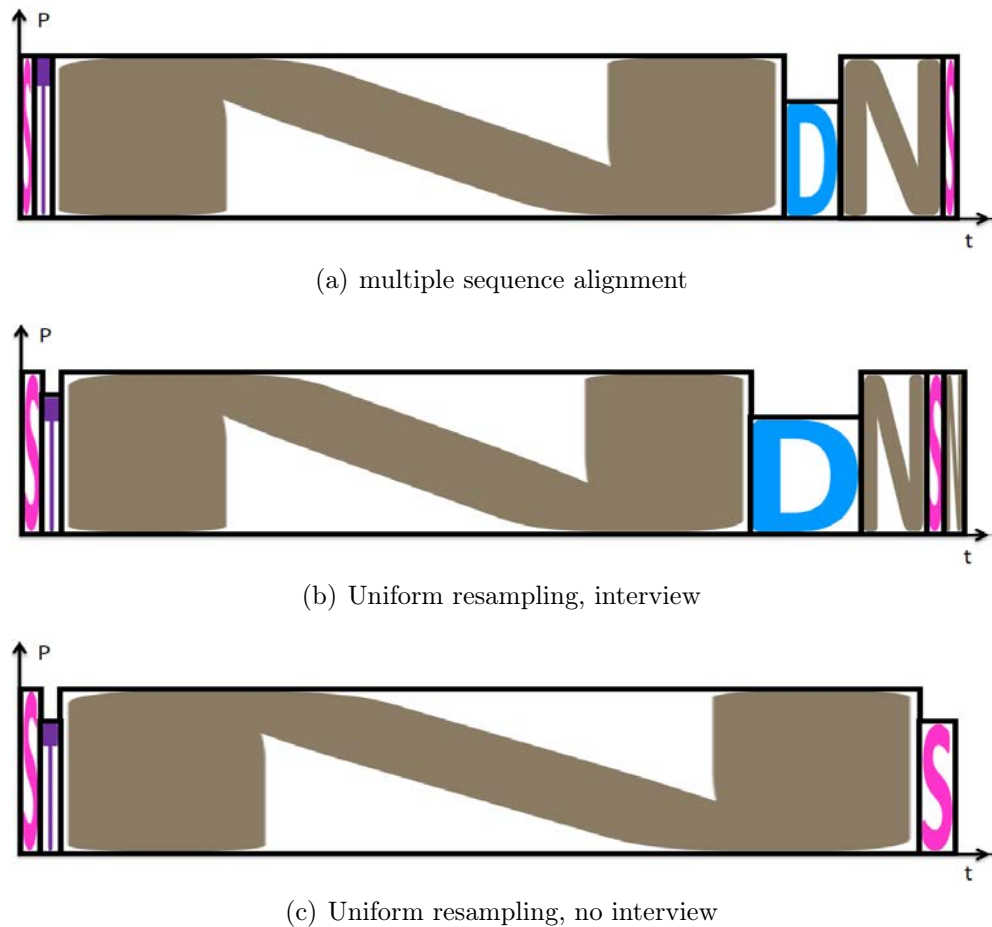 P
S T N D N S
t
(a) multiple sequence alignment
P
S T N D N S N
t
(b) Uniform resampling, interview
P
S T N S
t
(c) Uniform resampling, no interview